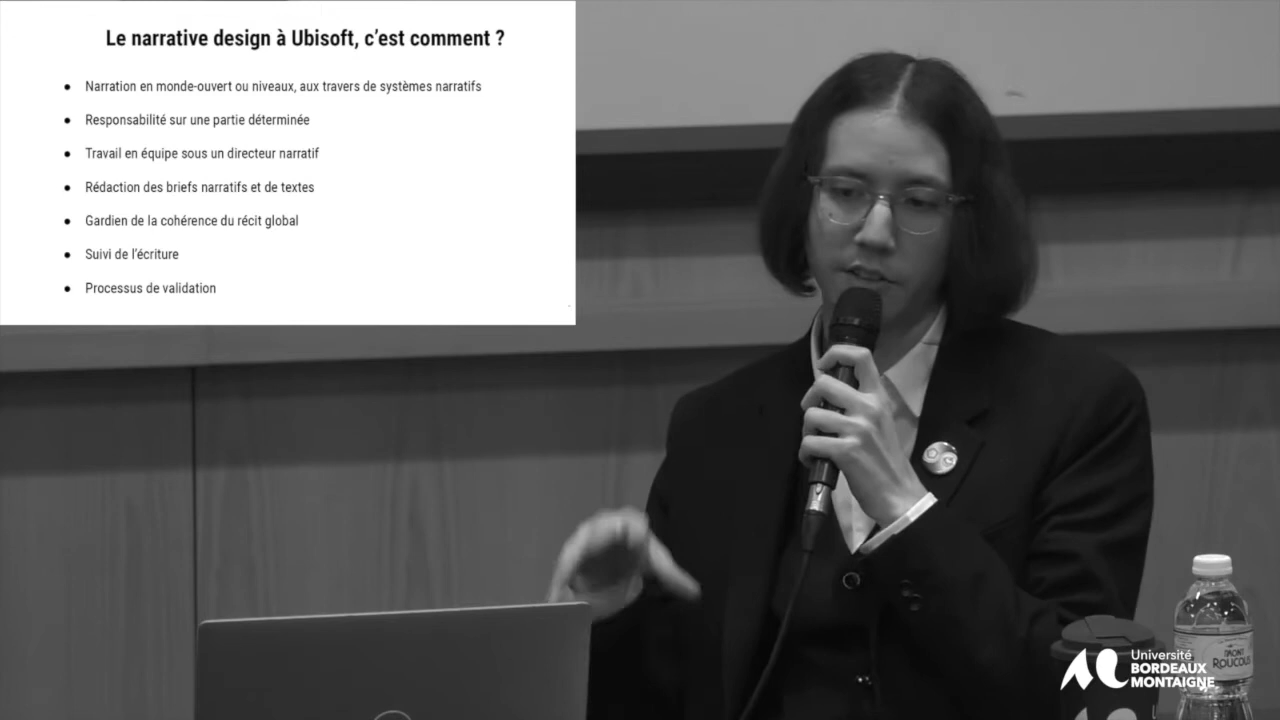 Le narrative design à Ubisoft, c’est comment ?
● Narration en monde-ouvert ou niveaux, aux travers de systèmes narratifs
● Responsabilité sur une partie déterminée
● Travail en équipe sous un directeur narratif
● Rédaction des briefs narratifs et de textes
● Gardien de la cohérence du récit global
● Suivi de l’écriture
● Processus de validation
Université
BORDEAUX
MONTAIGNE
MONT
ROUCOUS